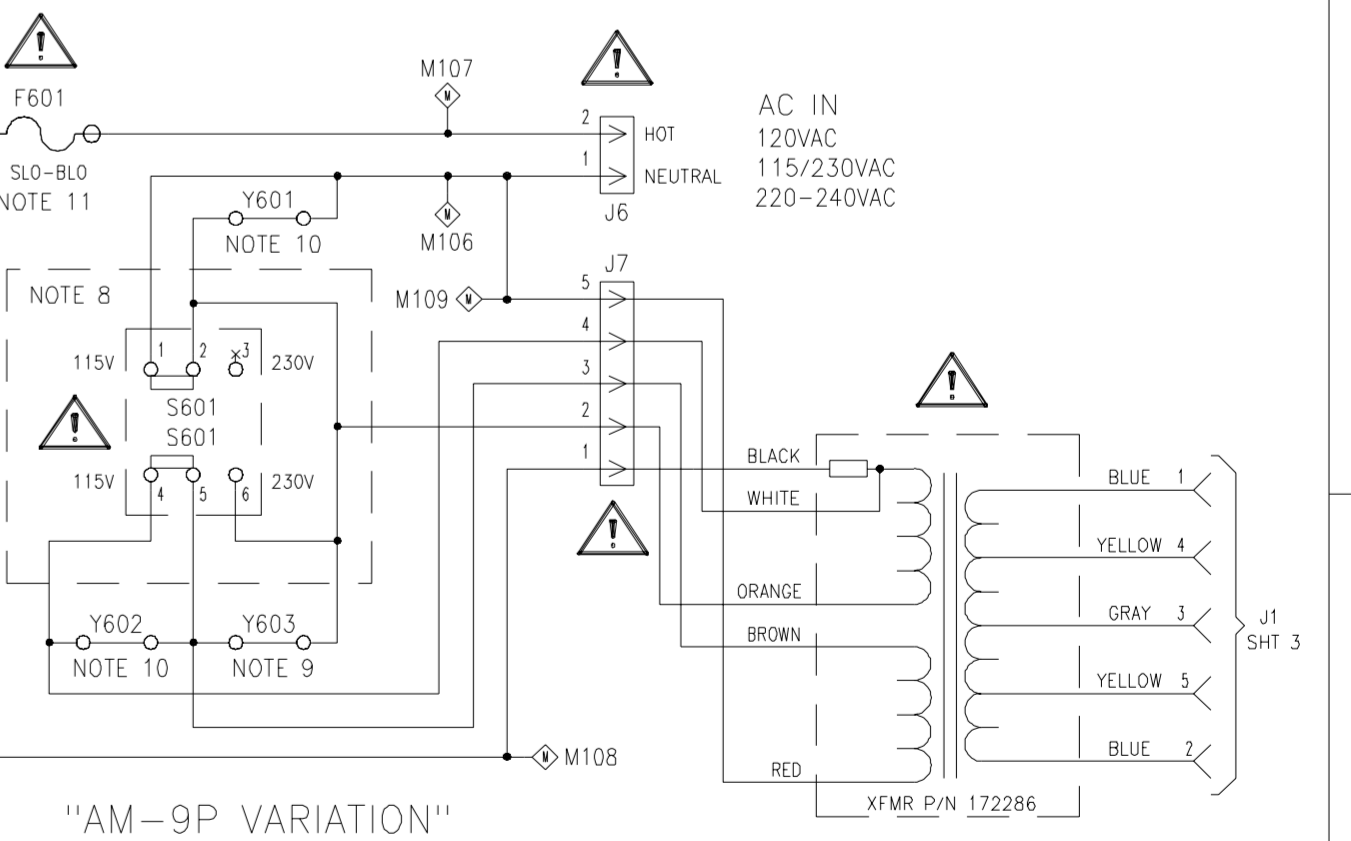 F601
SLO-BLO
NOTE 11
M107
2
HOT
1
NEUTRAL
J6
AC IN
120VAC
115/230VAC
220-240VAC
Y601
NOTE 10
M
M
M106
NOTE 8
M109
M
J7
5
4
3
2
1
115V
1
2
x3
230V
S601
S601
115V
4
5
6
230V
Y602
NOTE 10
Y603
NOTE 9
M
M108
BLACK
WHITE
ORANGE
BROWN
RED
XFMR P/N 172286
BLUE 1
YELLOW 4
GRAY 3
YELLOW 5
BLUE 2
J1
SHT 3
"AM-9P VARIATION"